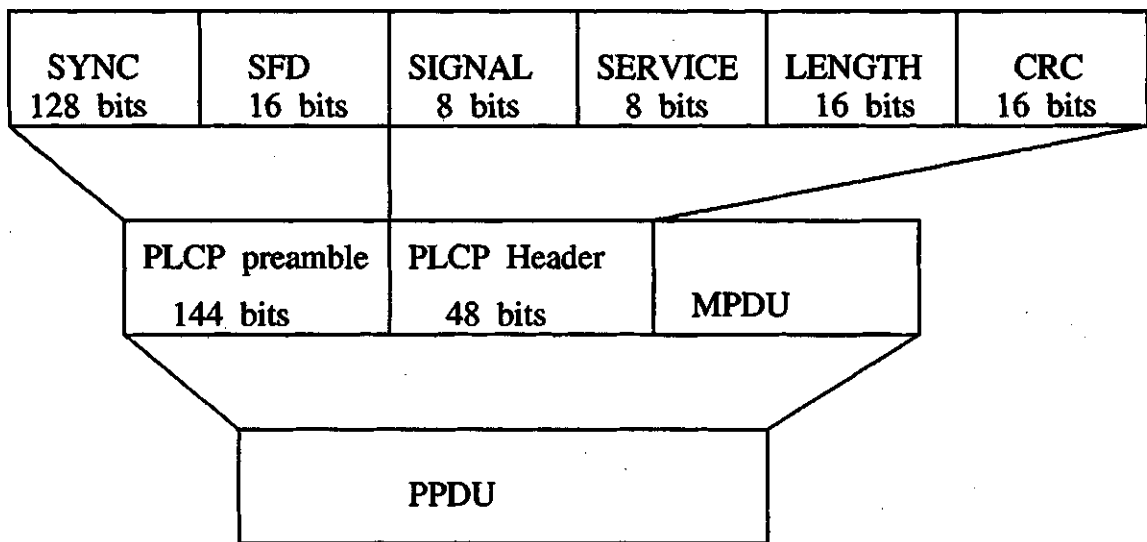 SYNC SFD SIGNAL SERVICE LENGTH CRC
128 bits 16 bits 8 bits 8 bits 16 bits 16 bits
PLCP preamble PLCP Header
144 bits 48 bits MPDU
PPDU